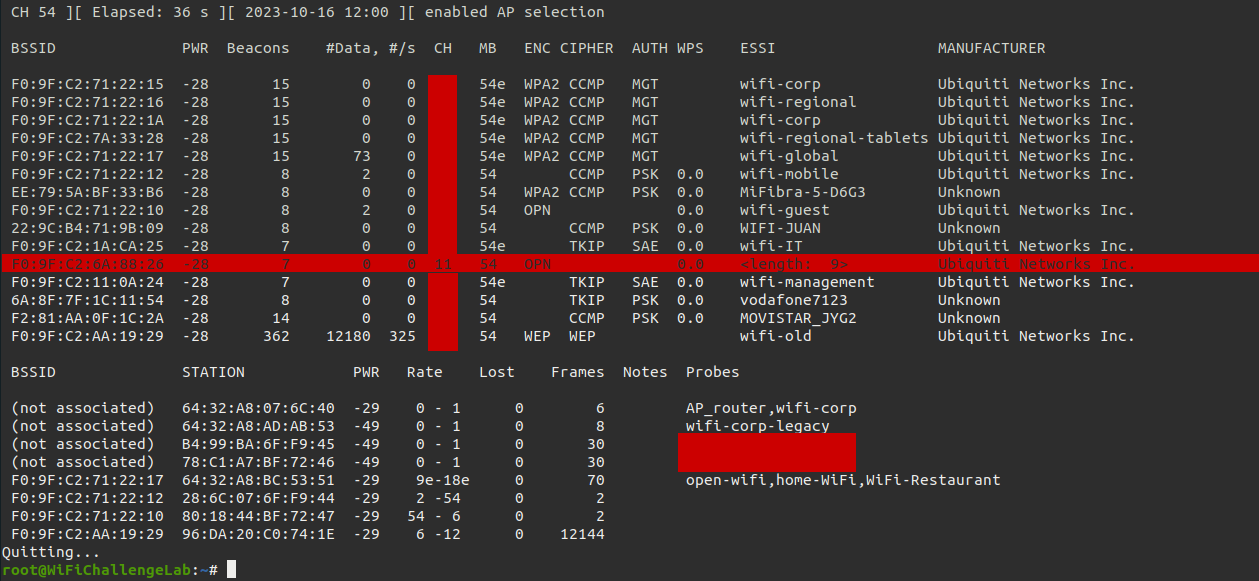 CH 54 ][ Elapsed: 36 s ][ 2023-10-16 12:00 ][ enabled AP selection
BSSID PWR Beacons #Data, #/s CH MB ENC CIPHER AUTH WPS ESSI MANUFACTURER
F0:9F:C2:71:22:15 -28 15 0 0 54e WPA2 CCMP MGT wifi-corp Ubiquiti Networks Inc.
F0:9F:C2:71:22:16 -28 15 0 0 54e WPA2 CCMP MGT wifi-regional Ubiquiti Networks Inc.
F0:9F:C2:71:22:1A -28 15 0 0 54e WPA2 CCMP MGT wifi-corp Ubiquiti Networks Inc.
F0:9F:C2:7A:33:28 -28 15 0 0 54e WPA2 CCMP MGT wifi-regional-tablets Ubiquiti Networks Inc.
F0:9F:C2:71:22:17 -28 15 73 0 54e WPA2 CCMP MGT wifi-global Ubiquiti Networks Inc.
F0:9F:C2:71:22:12 -28 8 2 0 54 CCMP PSK 0.0 wifi-mobile Ubiquiti Networks Inc.
EE:79:5A:BF:33:B6 -28 8 0 0 54 WPA2 CCMP PSK 0.0 MiFibra-5-D6G3 Unknown
F0:9F:C2:71:22:10 -28 8 2 0 54 OPN 0.0 wifi-guest Ubiquiti Networks Inc.
22:9C:B4:71:9B:09 -28 8 0 0 54 CCMP PSK 0.0 WIFI-JUAN Unknown
F0:9F:C2:1A:CA:25 -28 7 0 0 54e TKIP SAE 0.0 wifi-IT Ubiquiti Networks Inc.
F0:9F:C2:6A:88:26 -28 7 0 0 11 54 OPN 0.0 <length: 9> Ubiquiti Networks Inc.
F0:9F:C2:11:0A:24 -28 7 0 0 54e TKIP SAE 0.0 wifi-management Ubiquiti Networks Inc.
6A:8F:7F:1C:11:54 -28 8 0 0 54 TKIP PSK 0.0 vodafone7123 Unknown
F2:81:AA:0F:1C:2A -28 14 0 0 54 CCMP PSK 0.0 MOVISTAR_JYG2 Unknown
F0:9F:C2:AA:19:29 -28 362 12180 325 54 WEP WEP wifi-old Ubiquiti Networks Inc.
BSSID STATION PWR Rate Lost Frames Notes Probes
(not associated) 64:32:A8:07:6C:40 -29 0 - 1 0 6 AP_router,wifi-corp
(not associated) 64:32:A8:AD:AB:53 -49 0 - 1 0 8 wifi-corp-legacy
(not associated) B4:99:BA:6F:F9:45 -49 0 - 1 0 30
(not associated) 78:C1:A7:BF:72:46 -49 0 - 1 0 30
F0:9F:C2:71:22:17 64:32:A8:BC:53:51 -29 9e-18e 0 70 open-wifi,home-WiFi,WiFi-Restaurant
F0:9F:C2:71:22:12 28:6C:07:6F:F9:44 -29 2 -54 0 2
F0:9F:C2:71:22:10 80:18:44:BF:72:47 -29 54 - 6 0 2
F0:9F:C2:AA:19:29 96:DA:20:C0:74:1E -29 6 -12 0 12144
Quitting...
root@WiFiChallengeLab:~#